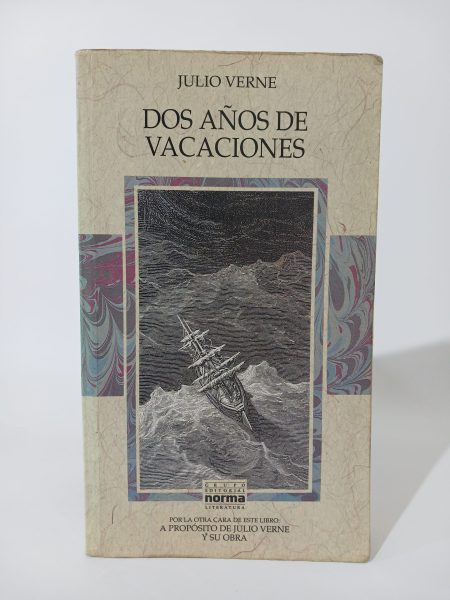 JULIO VERNE
DOS AÑOS DE
VACACIONES
GRUPO
EDITORIAL
norma
LITERATURA
POR LA OTRA CARA DE ESTE LIBRO:
A PROPÓSITO DE JULIO VERNE
Y SU OBRA